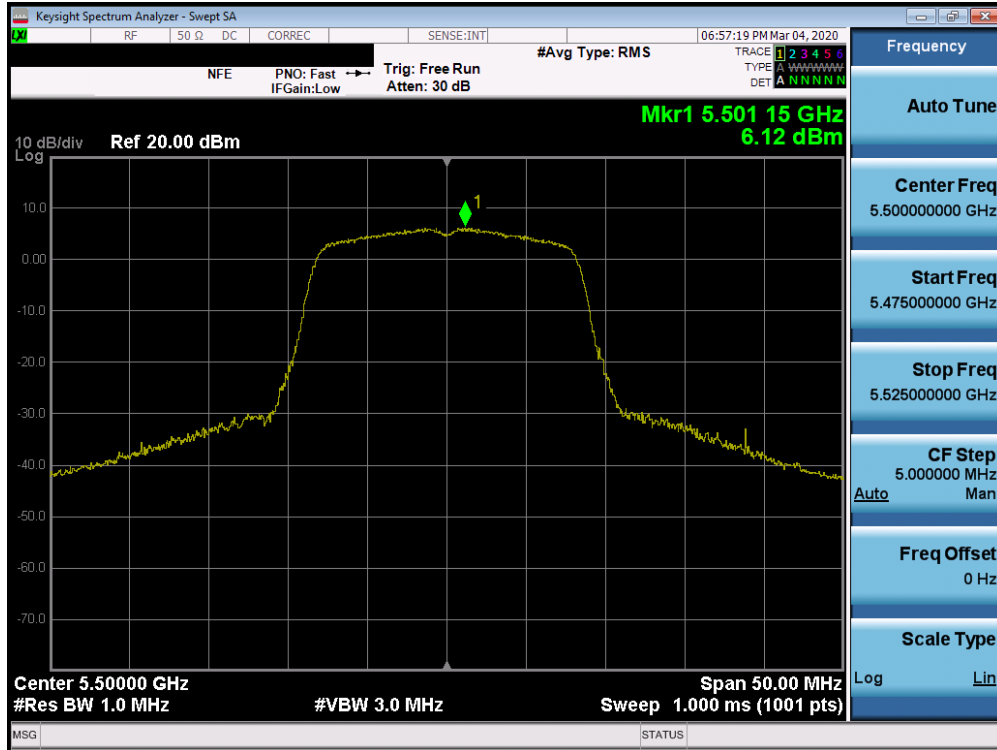 Keysight Spectrum Analyzer - Swept SA
LXI RF 50 Ω DC CORREC SENSE:INT 06:57:19 PM Mar 04, 2020
NFE PNO: Fast Trig: Free Run #Avg Type: RMS TRACE 1 2 3 4 5 6
IFGain:Low Atten: 30 dB TYPE A WWWWW
DET A N N N N N
Mkr1 5.501 15 GHz
6.12 dBm
10 dB/div Ref 20.00 dBm
Log
1
10.0
0.00
-10.0
-20.0
-30.0
-40.0
-50.0
-60.0
-70.0
Center 5.50000 GHz Span 50.00 MHz
#Res BW 1.0 MHz #VBW 3.0 MHz Sweep 1.000 ms (1001 pts)
MSG STATUS
Frequency
Auto Tune
Center Freq
5.500000000 GHz
Start Freq
5.475000000 GHz
Stop Freq
5.525000000 GHz
CF Step
5.000000 MHz
Auto Man
Freq Offset
0 Hz
Scale Type
Log Lin